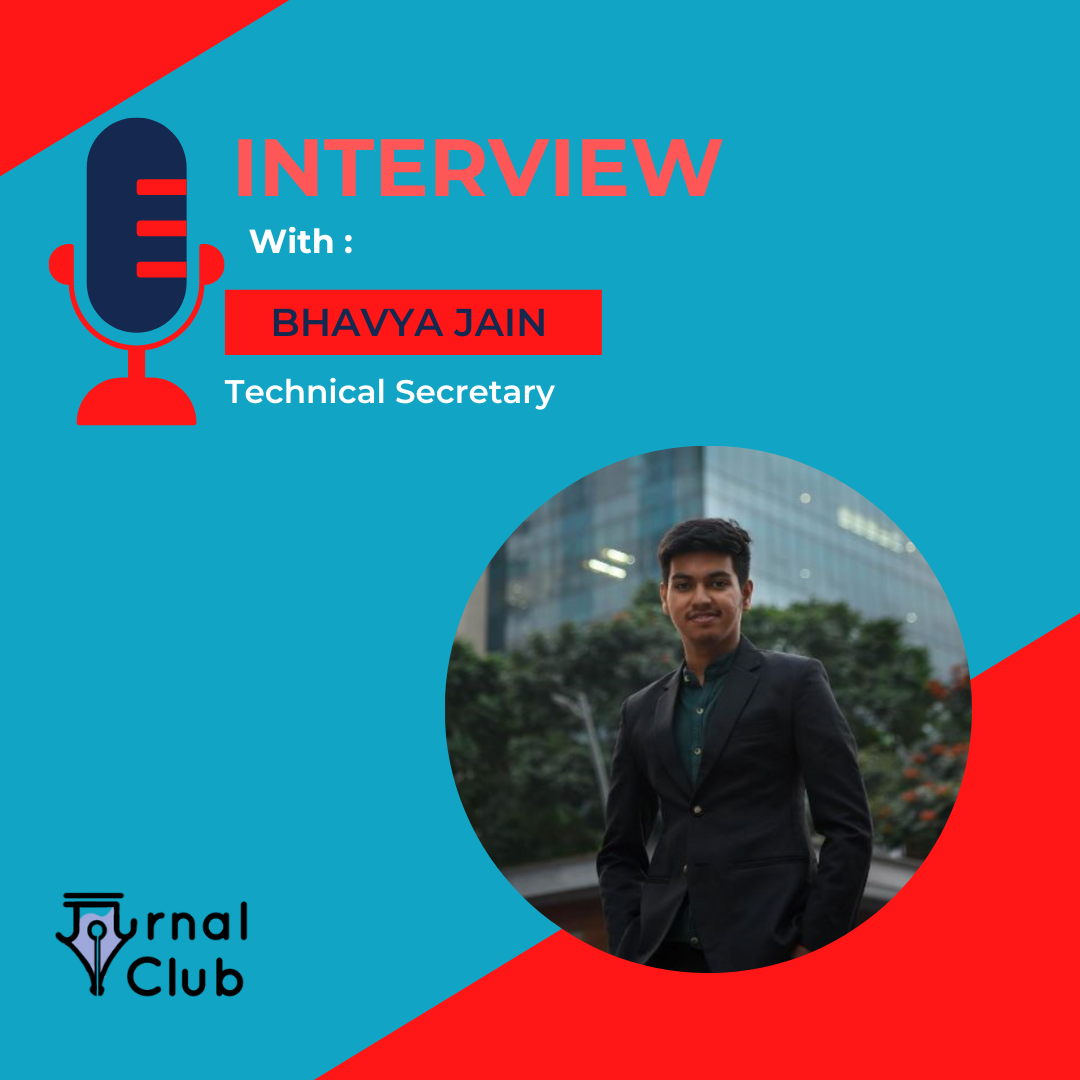 INTERVIEW
With :
BHAVYA JAIN
Technical Secretary
Journal
Club